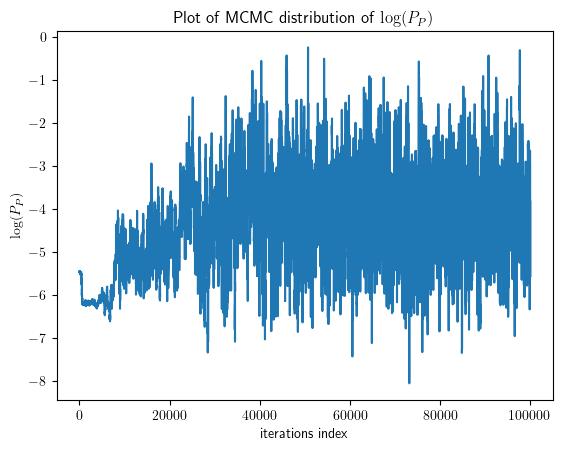 Plot of MCMC distribution of log(P_P)
0
−1
−2
−3
−4
−5
−6
−7
−8
log(P_P)
0 20000 40000 60000 80000 100000
iterations index